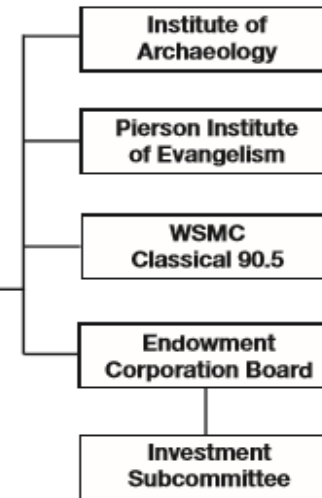 Institute of
Archaeology
Pierson Institute
of Evangelism
WSMC
Classical 90.5
Endowment
Corporation Board
Investment
Subcommittee